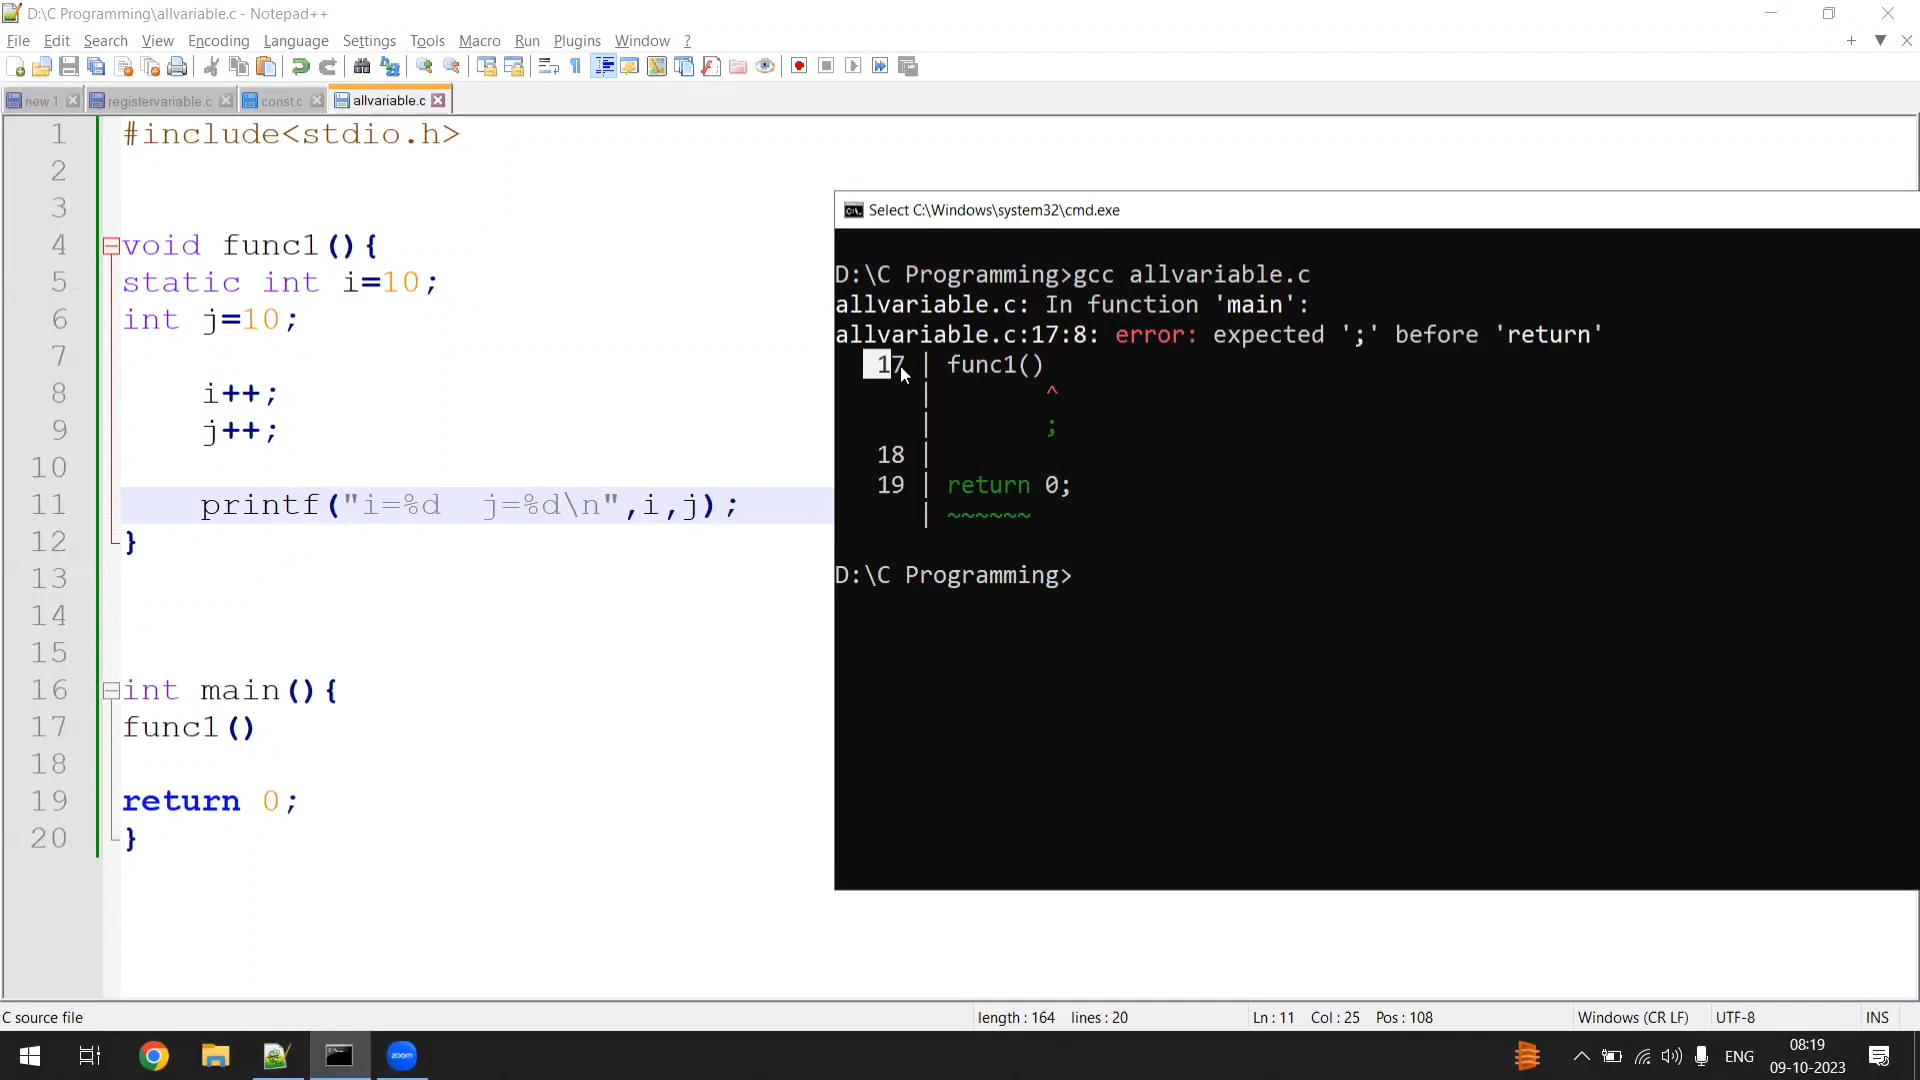 D:\C Programming\allvariable.c - Notepad++
File Edit Search View Encoding Language Settings Tools Macro Run Plugins Window ?
new 1 registervariable.c const.c allvariable.c
1 #include<stdio.h>
2
3
4 void func1(){
5 static int i=10;
6 int j=10;
7
8 i++;
9 j++;
10
11 printf("i=%d  j=%d\n",i,j);
12 }
13
14
15
16 int main(){
17 func1()
18
19 return 0;
20 }
Select C:\Windows\system32\cmd.exe
D:\C Programming>gcc allvariable.c
allvariable.c: In function 'main':
allvariable.c:17:8: error: expected ';' before 'return'
17 | func1()
| ^
| ;
18 |
19 | return 0;
| ~~~~~~
D:\C Programming>
C source file length : 164 lines : 20 Ln : 11 Col : 25 Pos : 108 Windows (CR LF) UTF-8 INS
zoom ENG 08:19
09-10-2023